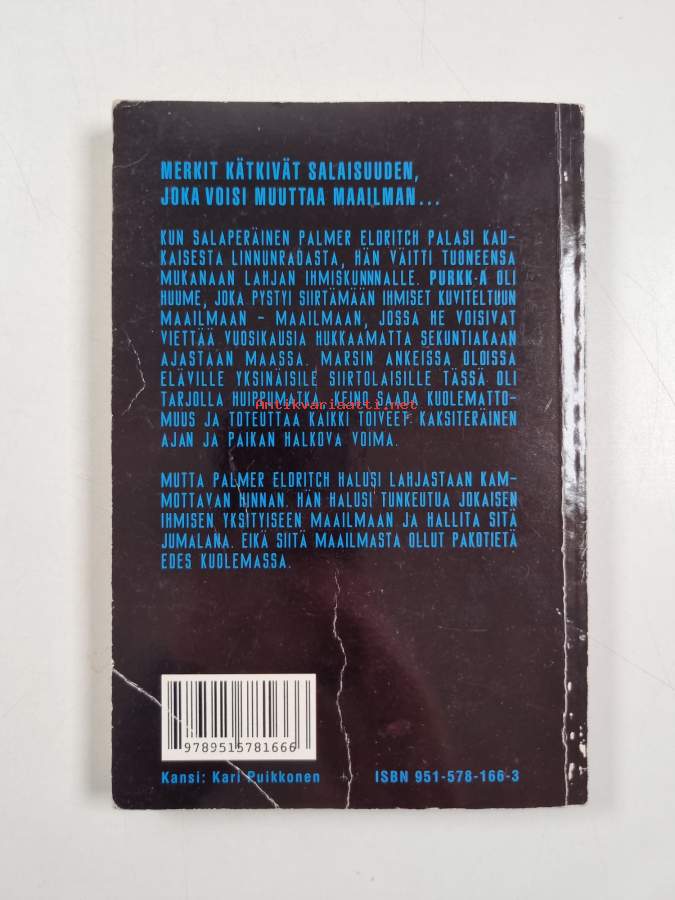 MERKIT KÄTKIVÄT SALAISUUDEN,
JOKA VOISI MUUTTAA MAAILMAN...
KUN SALAPERÄINEN PALMER ELDRITCH PALASI KAU-
KAISESTA LINNUNRADASTA, HÄN VÄITTI TUONEENSA
MUKANAAN LAHJAN IHMISKUNNNALLE. PURKK-A OLI
HUUME, JOKA PYSTYI SIIRTÄMÄÄN IHMISET KUVITELTUUN
MAAILMAAN - MAAILMAAN, JOSSA HE VOISIVAT
VIETTÄÄ VUOSIKAUSIA HUKKAAMATTA SEKUNTIAKAAN
AJASTAAN MAASSA. MARSIN ANKEISSA OLOISSA
ELÄVILLE YKSINÄISILE SIIRTOLAISILLE TÄSSÄ OLI
TARJOLLA HUIPPUMATKA, KEINO SAADA KUOLEMATTO-
Antikvariaatti.net
MUUS JA TOTEUTTAA KAIKKI TOIVEET: KAKSITERÄINEN
AJAN JA PAIKAN HALKOVA VOIMA.
MUTTA PALMER ELDRITCH HALUSI LAHJASTAAN KAM-
MOTTAVAN HINNAN. HÄN HALUSI TUNKEUTUA JOKAISEN
IHMISEN YKSITYISEEN MAAILMAAN JA HALLITA SITÄ
JUMALANA. EIKÄ SIITÄ MAAILMASTA OLLUT PAKOTIETÄ
EDES KUOLEMASSA.
9789515781666
Kansi: Kari Puikkonen ISBN 951-578-166-3